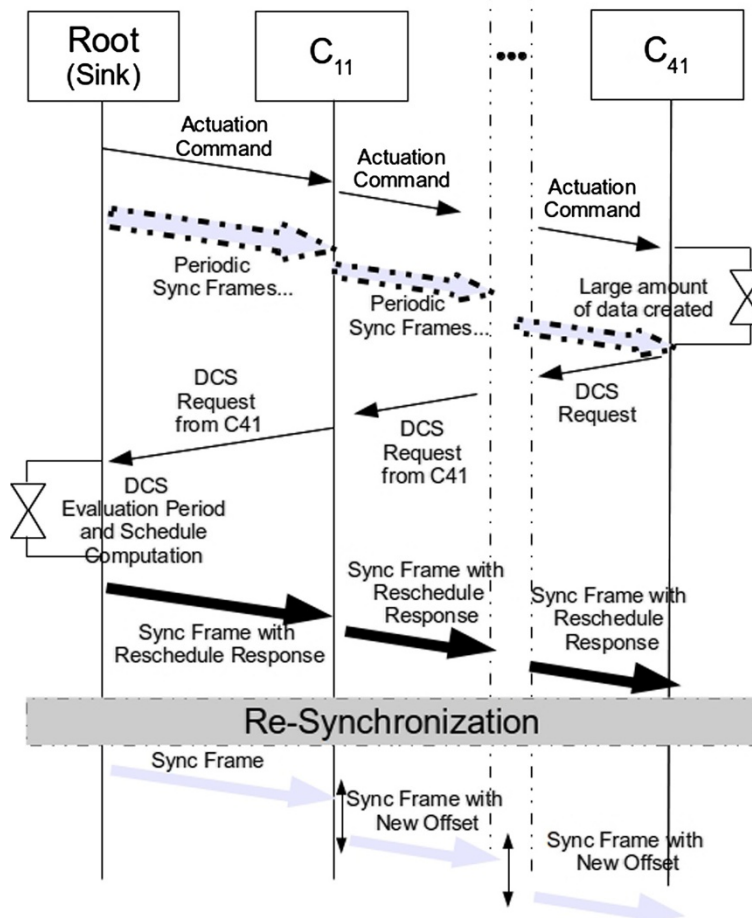 Root
(Sink)
C11
...
C41
Actuation
Command
Actuation
Command
Actuation
Command
Periodic
Sync Frames...
Periodic
Sync Frames...
Large amount
of data created
DCS
Request
DCS
Request
from C41
DCS
Request
from C41
DCS
Evaluation Period
and Schedule
Computation
Sync Frame with
Reschedule Response
Sync Frame with
Reschedule
Response
Sync Frame with
Reschedule
Response
Re-Synchronization
Sync Frame
Sync Frame with
New Offset
Sync Frame with
New Offset